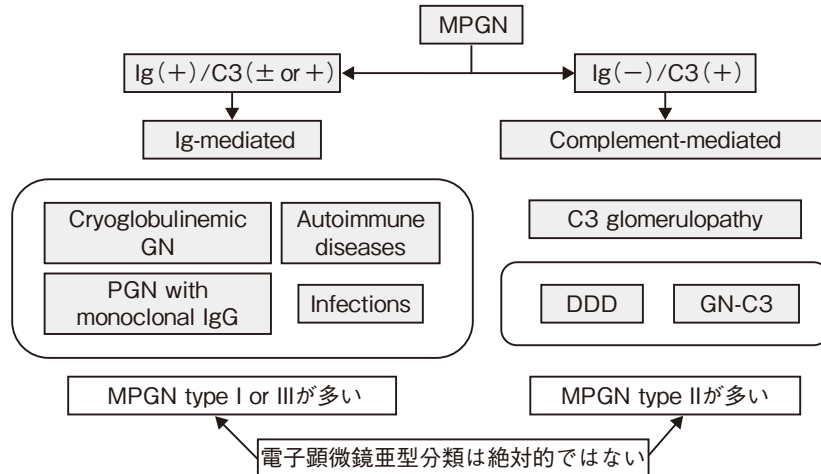 MPGN
Ig(+)/C3(± or +)
Ig(−)/C3(+)
Ig-mediated
Complement-mediated
Cryoglobulinemic
GN
Autoimmune
diseases
PGN with
monoclonal IgG
Infections
C3 glomerulopathy
DDD
GN-C3
MPGN type I or IIIが多い
MPGN type IIが多い
電子顕微鏡亜型分類は絶対的ではない